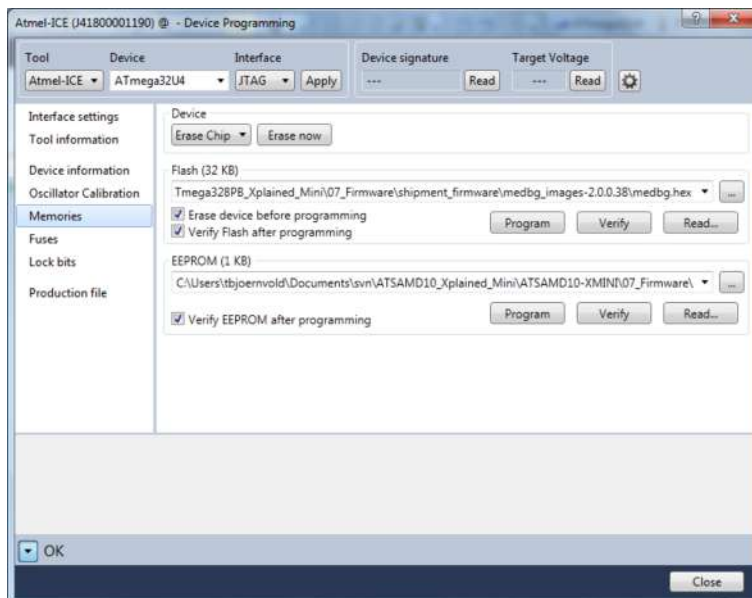 Atmel-ICE (J41800001190) @ - Device Programming
Tool Device Interface Device signature Target Voltage
Atmel-ICE ATmega32U4 JTAG Apply --- Read --- Read
Interface settings
Tool information
Device information
Oscillator Calibration
Memories
Fuses
Lock bits
Production file
Device
Erase Chip Erase now
Flash (32 KB)
Tmega328PB_Xplained_Mini\07_Firmware\shipment_firmware\medbg_images-2.0.0.38\medbg.hex ...
Erase device before programming
Verify Flash after programming
Program Verify Read...
EEPROM (1 KB)
C:\Users\tbjoernvold\Documents\svn\ATSAMD10_Xplained_Mini\ATSAMD10-XMINI\07_Firmware\ ...
Verify EEPROM after programming
Program Verify Read...
OK
Close